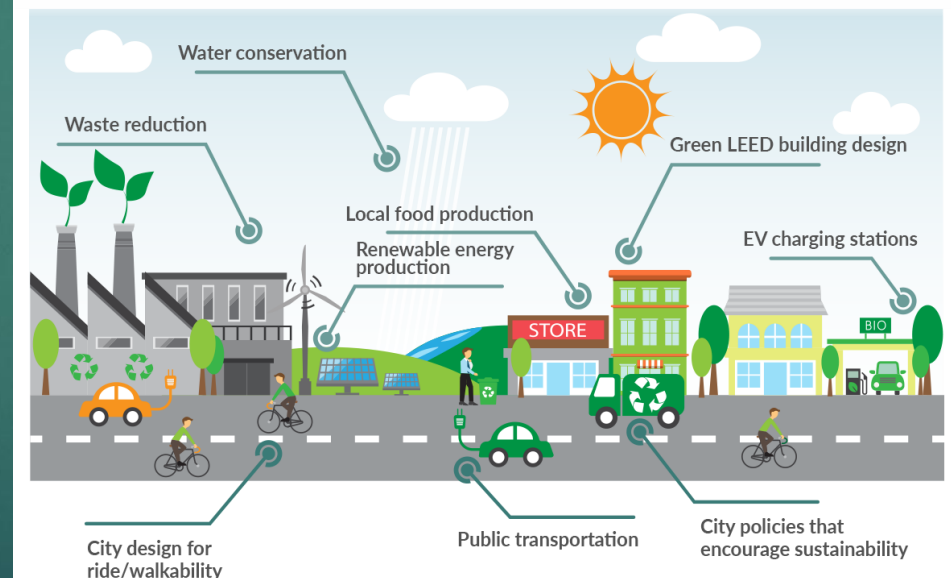 Water conservation
Waste reduction
Green LEED building design
Local food production
Renewable energy
production
EV charging stations
STORE
BIO
City design for
ride/walkability
Public transportation
City policies that
encourage sustainability